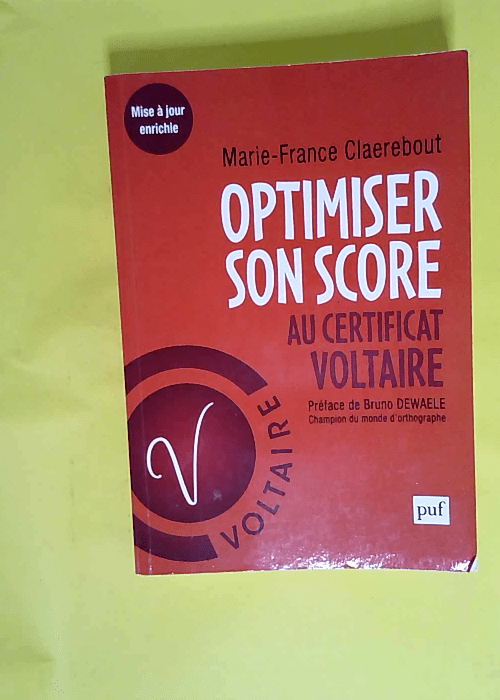 Mise à jour
enrichie
Marie-France Claerebout
OPTIMISER
SON SCORE
AU CERTIFICAT
VOLTAIRE
Préface de Bruno DEWAELE
Champion du monde d'orthographe
V
VOLTAIRE
puf